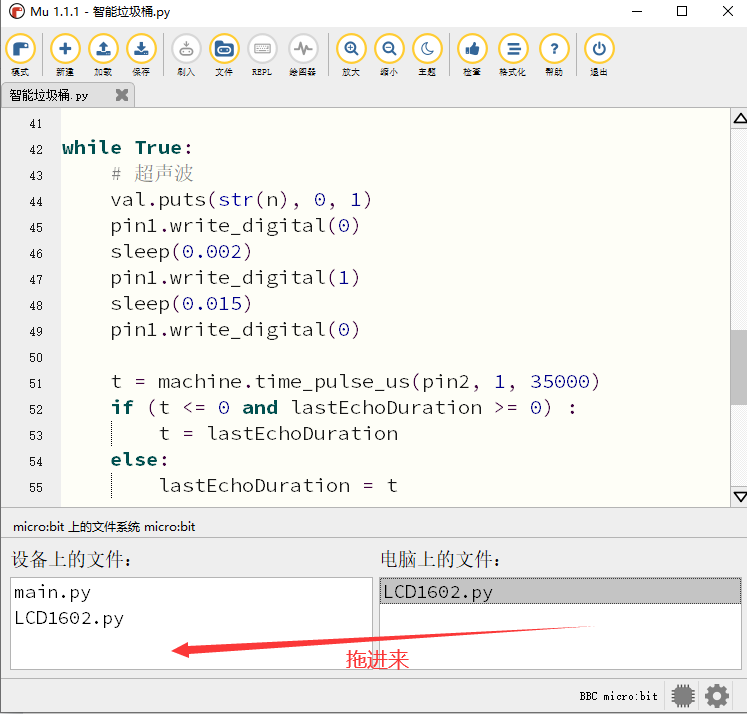 Mu 1.1.1 - 智能垃圾桶.py
模式 新建 加载 保存 刷入 文件 REPL 绘图器 放大 缩小 主题 检查 格式化 帮助 退出
智能垃圾桶.py
41
42 while True:
43 # 超声波
44 val.puts(str(n), 0, 1)
45 pin1.write_digital(0)
46 sleep(0.002)
47 pin1.write_digital(1)
48 sleep(0.015)
49 pin1.write_digital(0)
50
51 t = machine.time_pulse_us(pin2, 1, 35000)
52 if (t <= 0 and lastEchoDuration >= 0) :
53 t = lastEchoDuration
54 else:
55 lastEchoDuration = t
micro:bit 上的文件系统 micro:bit
设备上的文件: 电脑上的文件:
main.py LCD1602.py
LCD1602.py
拖进来
BBC micro:bit